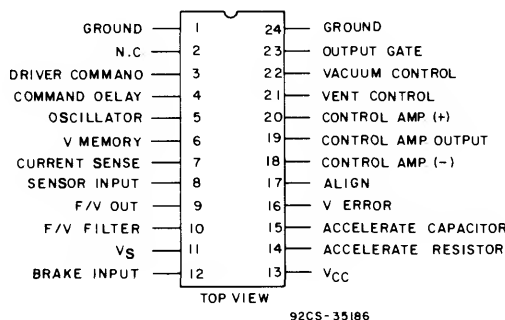 GROUND 1 24 GROUND
N.C 2 23 OUTPUT GATE
DRIVER COMMANO 3 22 VACUUM CONTROL
COMMAND OELAY 4 21 VENT CONTROL
OSCILLATOR 5 20 CONTROL AMP (+)
V MEMORY 6 19 CONTROL AMP OUTPUT
CURRENT SENSE 7 18 CONTROL AMP (-)
SENSOR INPUT 8 17 ALIGN
F/V OUT 9 16 V ERROR
F/V FILTER 10 15 ACCELERATE CAPACITOR
VS 11 14 ACCELERATE RESISTOR
BRAKE INPUT 12 13 VCC
TOP VIEW
92CS-35186